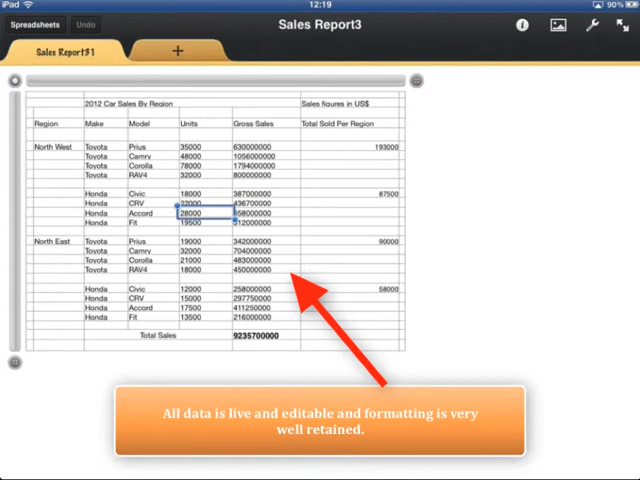 iPad 12:19 90%
Spreadsheets Undo Sales Report3
Sales Report31 +
2012 Car Sales By Region Sales figures in US$
Region Make Model Units Gross Sales Total Sold Per Region
North West Toyota Prius 35000 630000000 193000
Toyota Camry 48000 1056000000
Toyota Corolla 78000 1794000000
Toyota RAV4 32000 800000000
Honda Civic 18000 387000000 87500
Honda CRV 22000 436700000
Honda Accord 28000 658000000
Honda Fit 19500 312000000
North East Toyota Prius 19000 342000000 90000
Toyota Camry 32000 704000000
Toyota Corolla 21000 483000000
Toyota RAV4 18000 450000000
Honda Civic 12000 258000000 58000
Honda CRV 15000 297750000
Honda Accord 17500 411250000
Honda Fit 13500 216000000
Total Sales 9235700000
All data is live and editable and formatting is very
well retained.